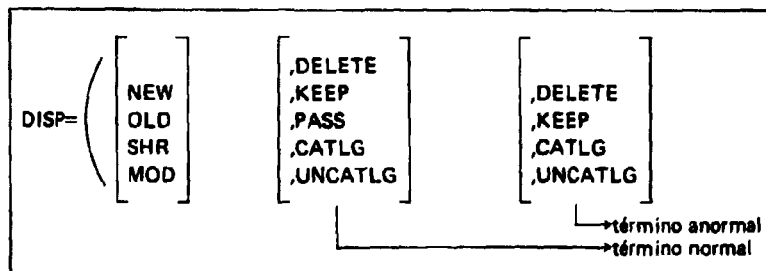 ,DELETE
NEW ,KEEP ,DELETE
DISP= ( OLD ,PASS ,KEEP
SHR ,CATLG ,CATLG
MOD ,UNCATLG ,UNCATLG
término anormal
término normal